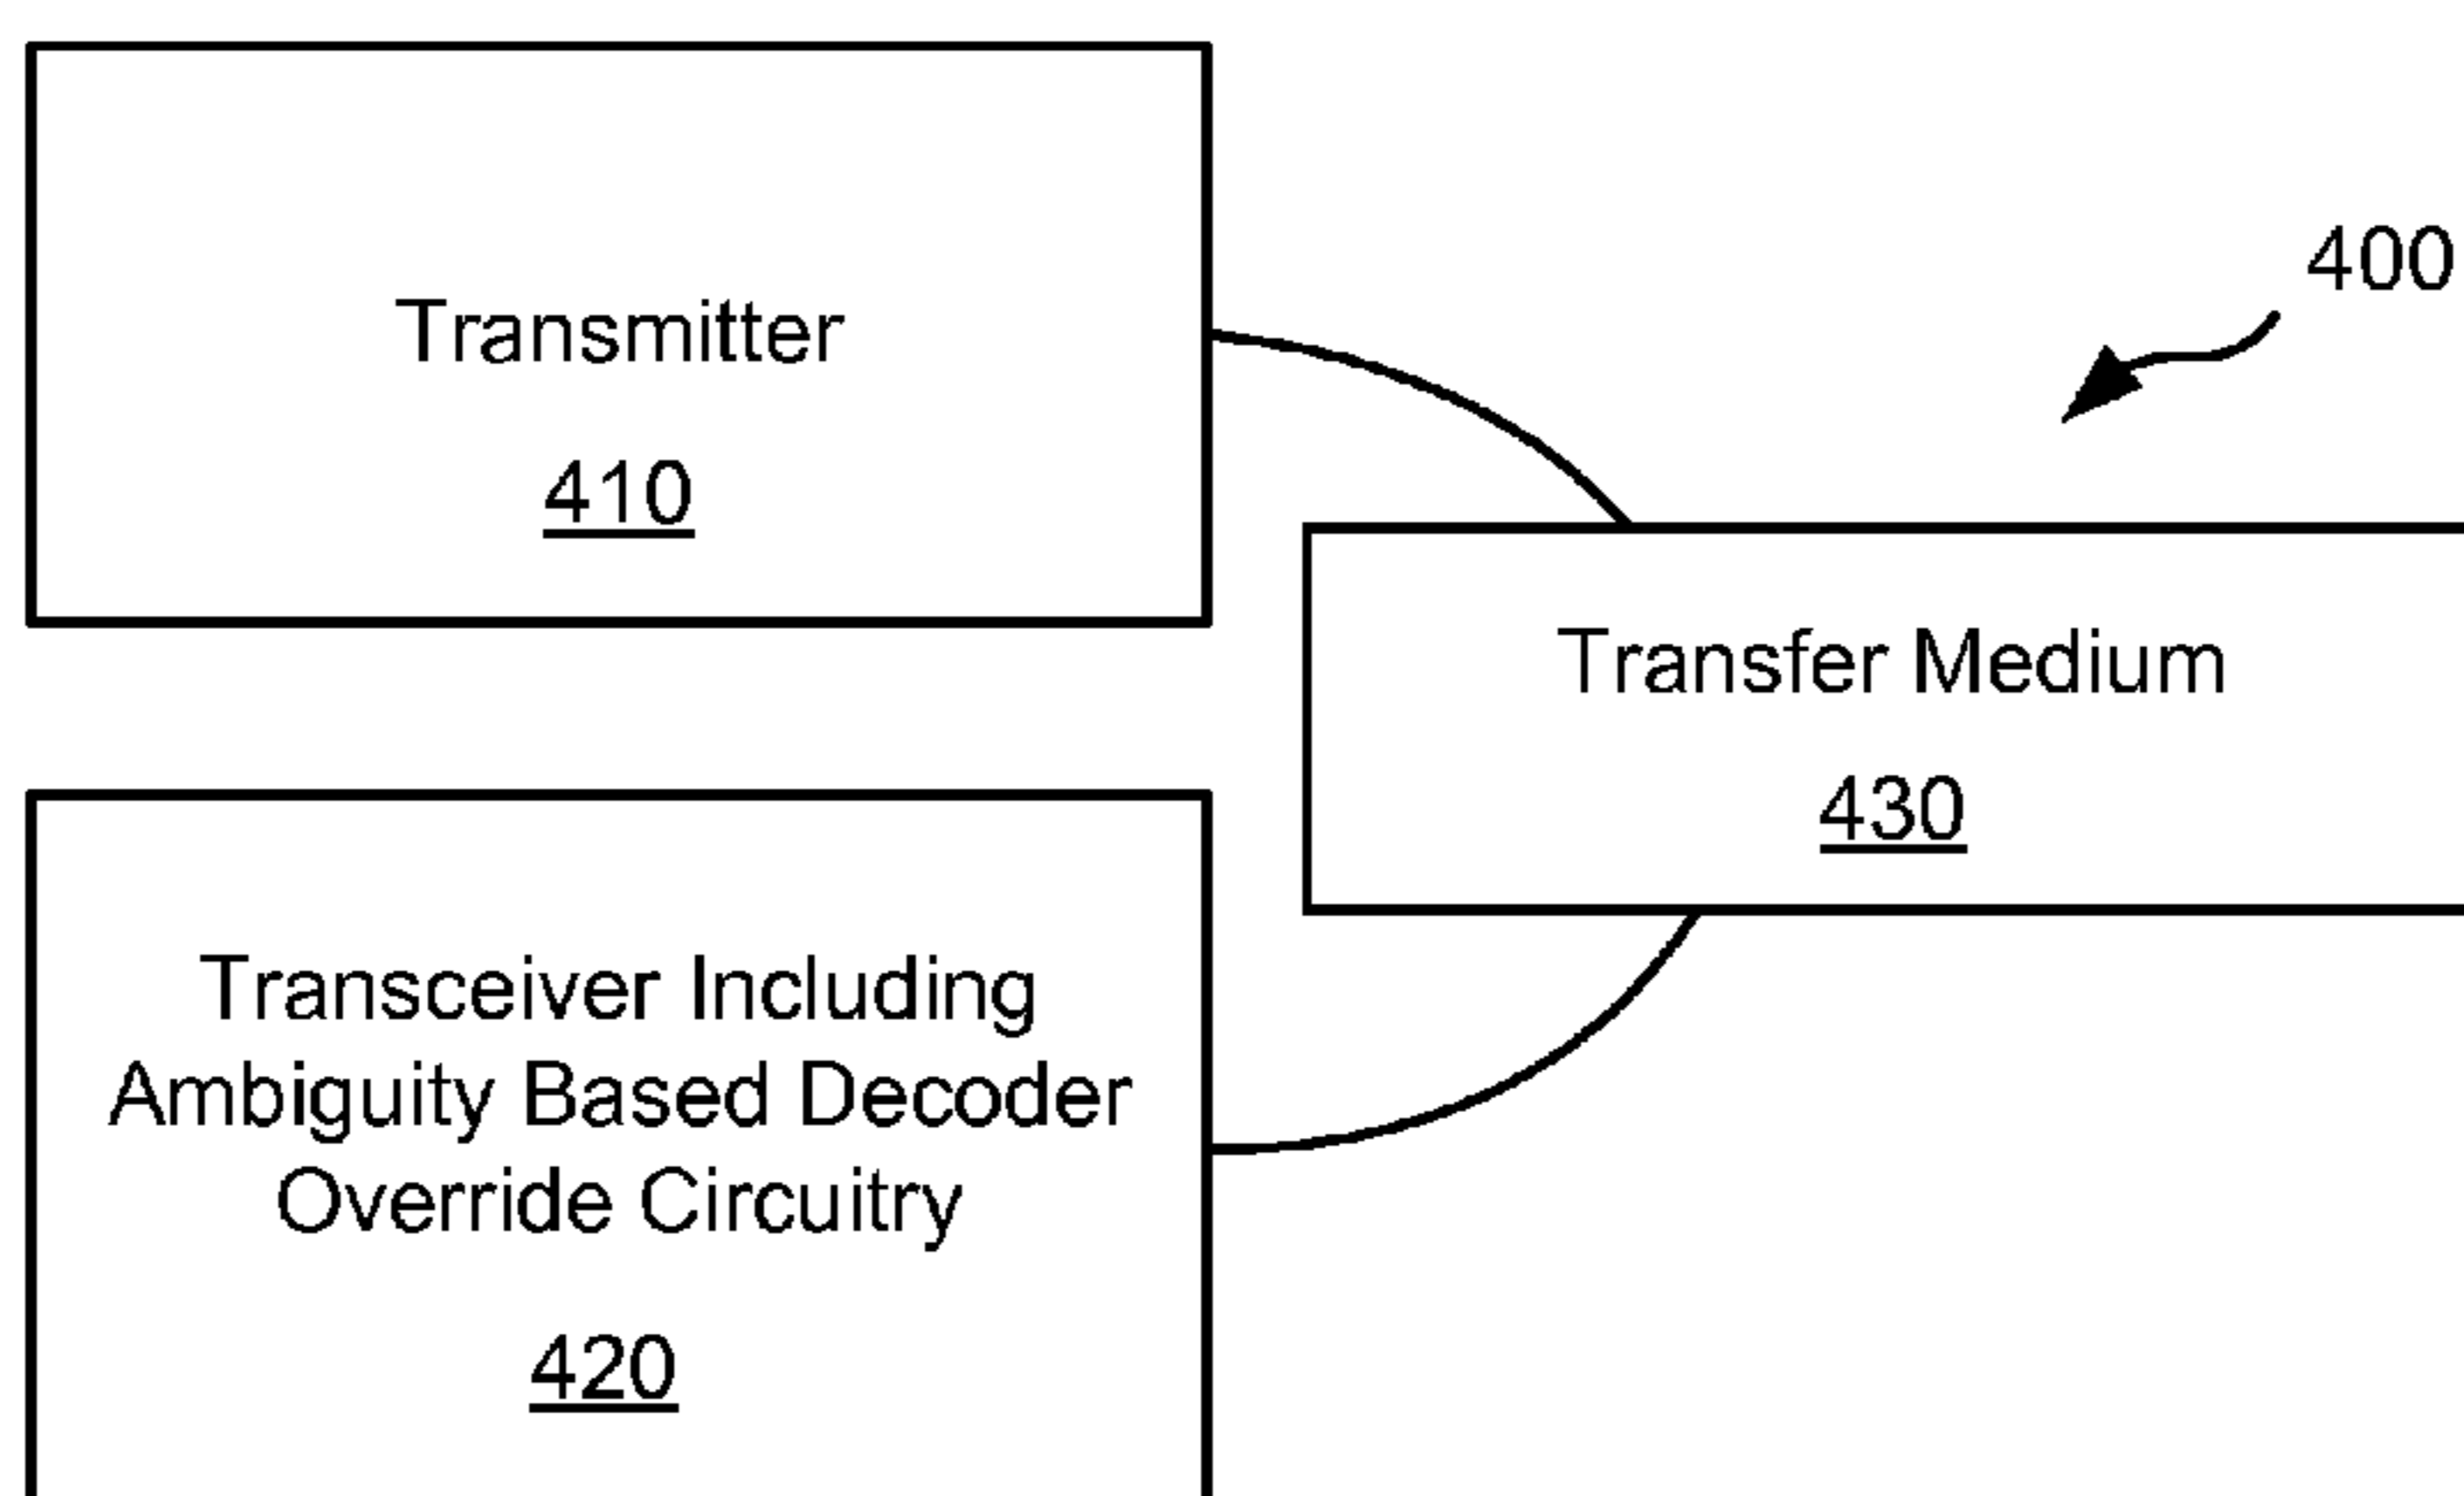 Transmitter
410
400
Transfer Medium
430
Transceiver Including
Ambiguity Based Decoder
Override Circuitry
420